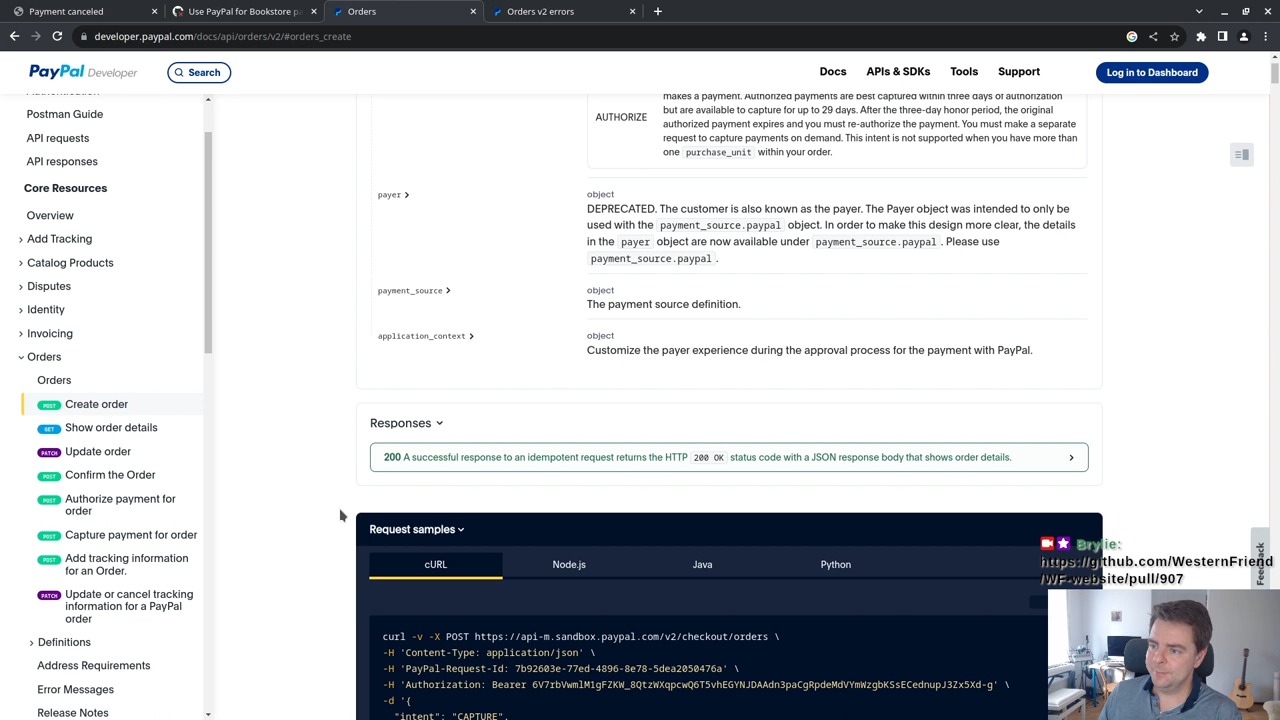 Payment canceled
PayPal for Bookstore pa
Orders
Orders v2 errors
developer.paypal.com/docs/api/orders/v2/#orders_create
PayPal Developer
Search
Docs
APIs & SDKs
Tools
Support
Log in to Dashboard
Postman Guide
API requests
API responses
Core Resources
Overview
Add Tracking
Catalog Products
Disputes
Identity
Invoicing
Orders
Orders
POST Create order
GET Show order details
PATCH Update order
POST Confirm the Order
POST Authorize payment for
order
POST Capture payment for order
POST Add tracking information
for an Order.
PATCH Update or cancel tracking
information for a PayPal
order
Definitions
Address Requirements
Error Messages
Release Notes
makes a payment. Authorized payments are best captured within three days of authorization
but are available to capture for up to 29 days. After the three-day honor period, the original
AUTHORIZE
authorized payment expires and you must re-authorize the payment. You must make a separate
request to capture payments on demand. This intent is not supported when you have more than
one purchase_unit within your order.
payer
object
DEPRECATED. The customer is also known as the payer. The Payer object was intended to only be
used with the payment_source.paypal object. In order to make this design more clear, the details
in the payer object are now available under payment_source.paypal. Please use
payment_source.paypal.
payment_source
object
The payment source definition.
application_context
object
Customize the payer experience during the approval process for the payment with PayPal.
Responses
200 A successful response to an idempotent request returns the HTTP 200 OK status code with a JSON response body that shows order details.
Request samples
cURL
Node.js
Java
Python
curl -v -X POST https://api-m.sandbox.paypal.com/v2/checkout/orders \
-H 'Content-Type: application/json' \
-H 'PayPal-Request-Id: 7b92603e-77ed-4896-8e78-5dea2050476a' \
-H 'Authorization: Bearer 6V7rbVwmlM1gFZKW_8QtzWXqpcwQ6T5vhEGYNJDAAdn3paCgRpdeMdVYmWzgbKSsECednupJ3Zx5Xd-g' \
-d '{
"intent": "CAPTURE",
Feedback
Brylie:
https://github.com/WesternFriend
/WF-website/pull/907